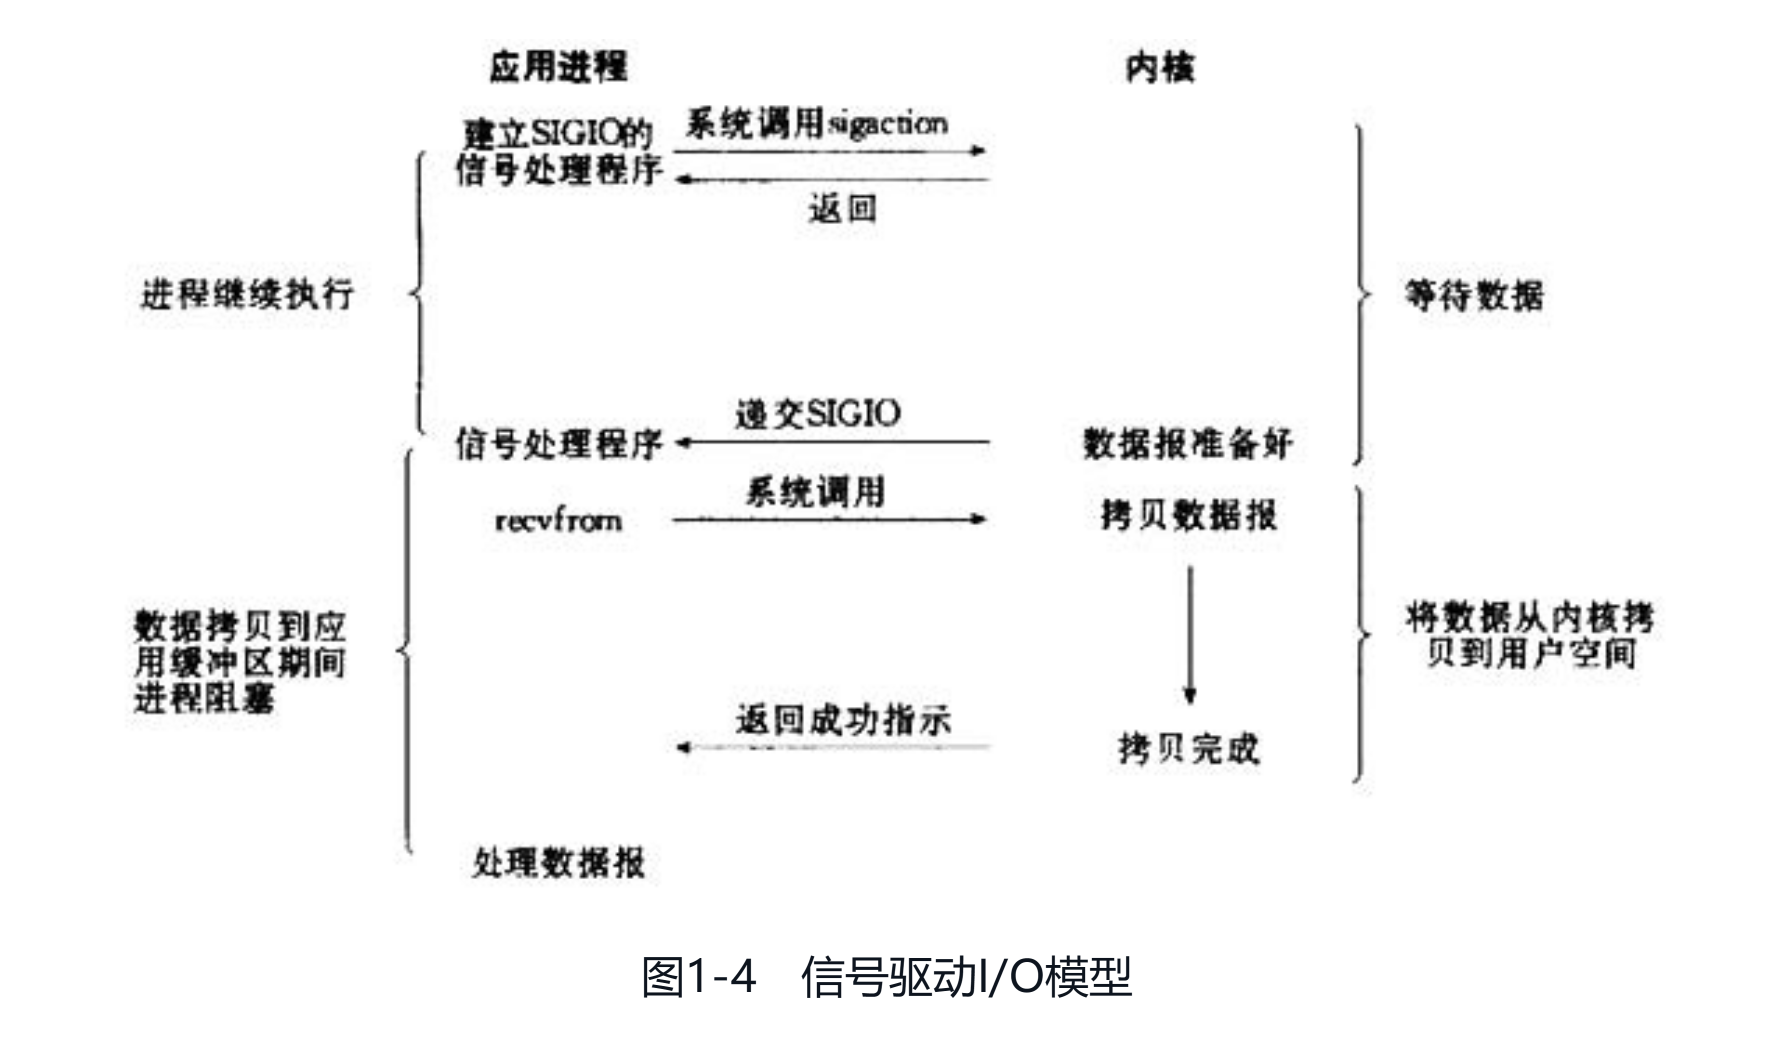 应用进程
内核
建立SIGIO的
信号处理程序
系统调用sigaction
返回
进程继续执行
等待数据
递交SIGIO
信号处理程序
数据报准备好
系统调用
recvfrom
拷贝数据报
数据拷贝到应
用缓冲区期间
进程阻塞
将数据从内核拷
贝到用户空间
返回成功指示
拷贝完成
处理数据报
图1-4 信号驱动I/O模型